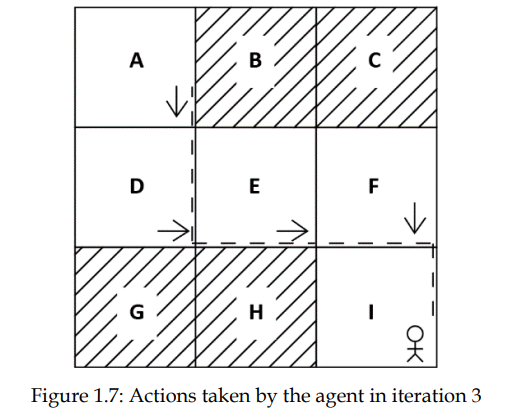 A B C
D E F
G H I
Figure 1.7: Actions taken by the agent in iteration 3